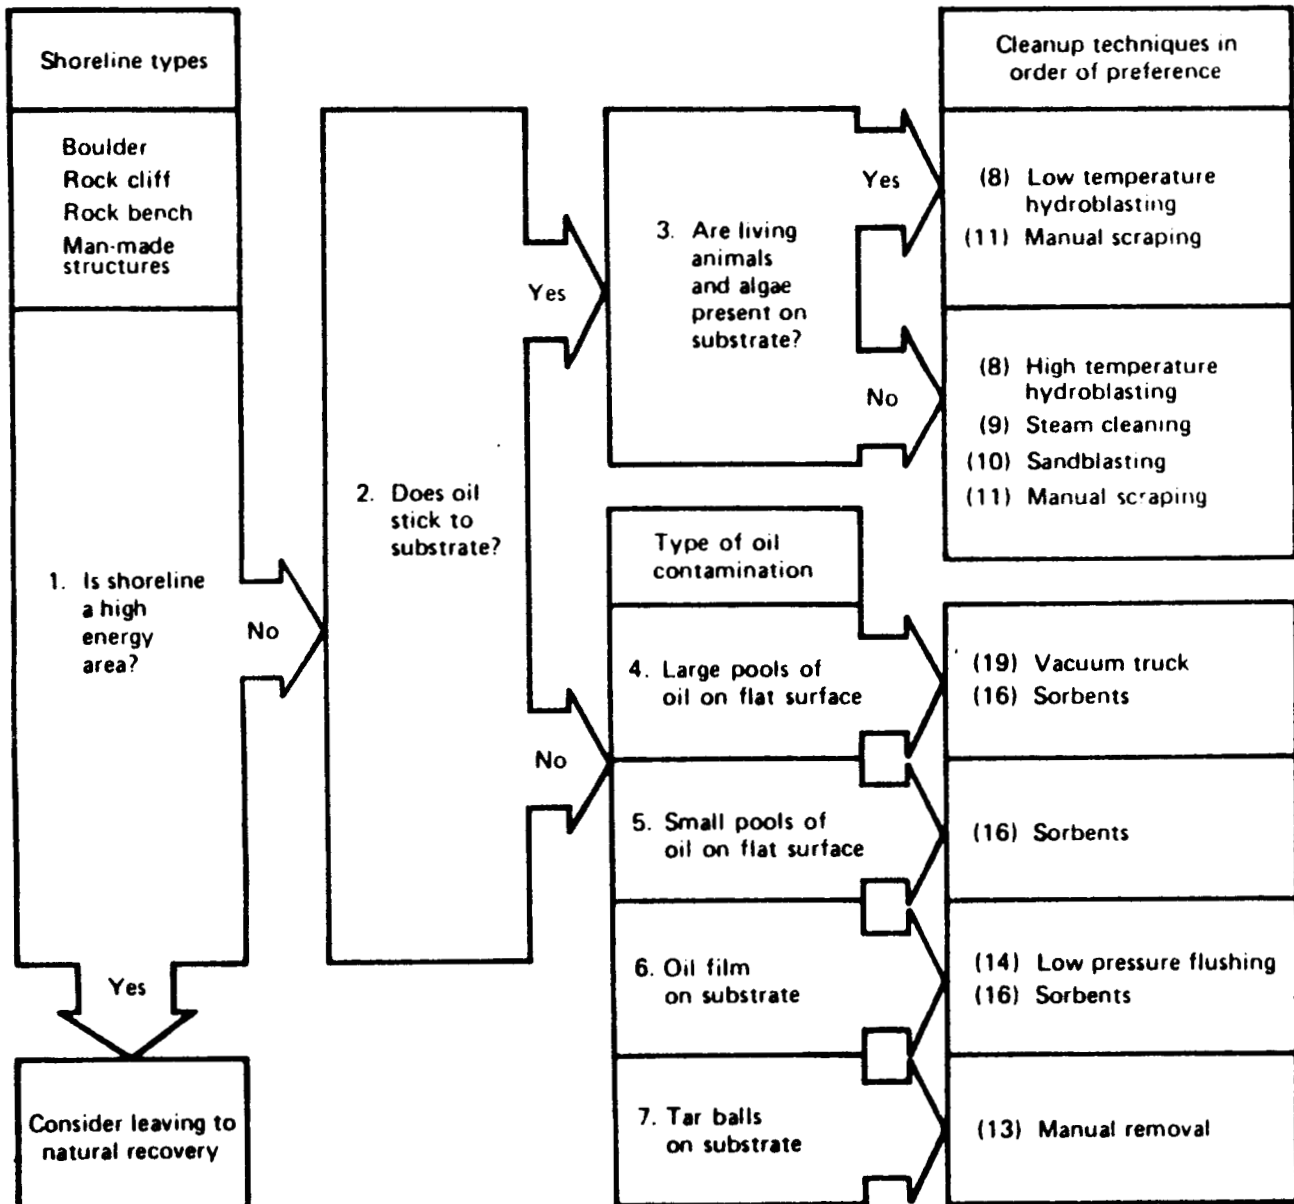 Shoreline types
Boulder
Rock cliff
Rock bench
Man-made
structures
1. Is shoreline
a high
energy
area?
No
Yes
Consider leaving to
natural recovery
2. Does oil
stick to
substrate?
Yes
No
3. Are living
animals
and algae
present on
substrate?
Yes
No
Type of oil
contamination
4. Large pools of
oil on flat surface
5. Small pools of
oil on flat surface
6. Oil film
on substrate
7. Tar balls
on substrate
Cleanup techniques in
order of preference
(8) Low temperature
hydroblasting
(11) Manual scraping
(8) High temperature
hydroblasting
(9) Steam cleaning
(10) Sandblasting
(11) Manual scraping
(19) Vacuum truck
(16) Sorbents
(16) Sorbents
(14) Low pressure flushing
(16) Sorbents
(13) Manual removal